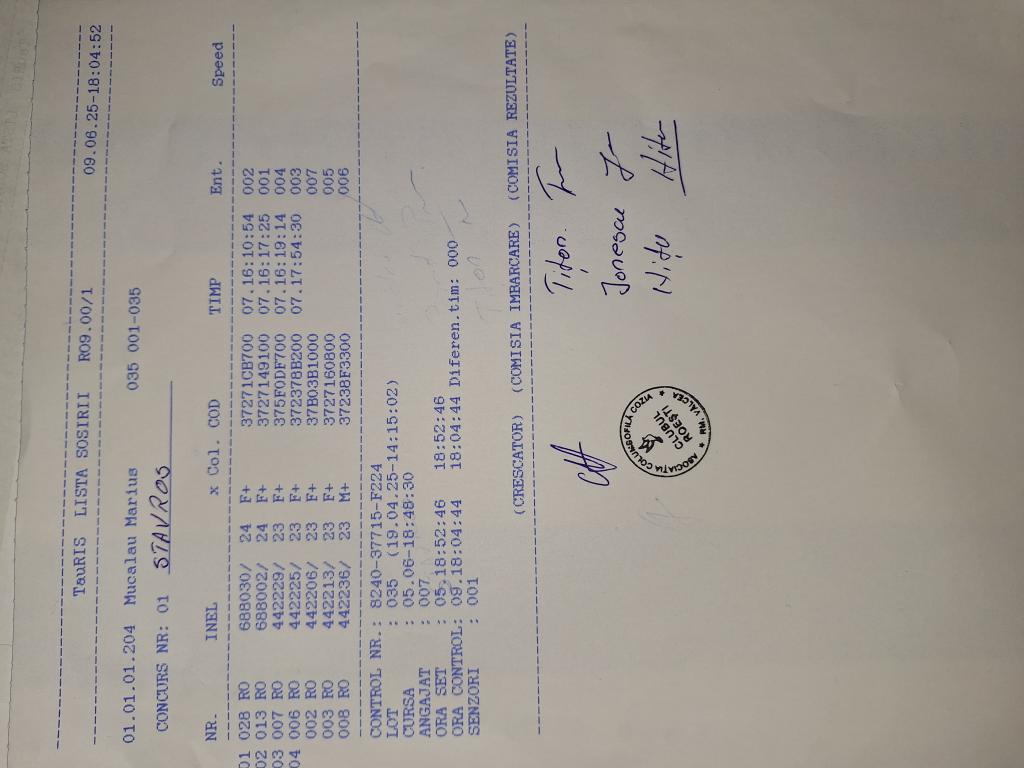 TauRIS LISTA SOSIRII R09.00/1 09.06.25-18:04:52
01.01.01.204 Mucalau Marius 035 001-035
CONCURS NR: 01 STAVROS
NR. INEL x Col. COD TIMP Ent. Speed
01 028 RO 688030/ 24 F+ 37271CB700 07.16:10:54 002
02 013 RO 688002/ 24 F+ 3727149100 07.16:17:25 001
03 007 RO 442229/ 23 F+ 375F0DF700 07.16:19:14 004
04 006 RO 442225/ 23 F+ 372378B200 07.17:54:30 003
002 RO 442206/ 23 F+ 37B03B1000 007
003 RO 442213/ 23 F+ 3727160800 005
008 RO 442236/ 23 M+ 37238F3300 006
CONTROL NR.: 8240-37715-F224
LOT : 035 (19.04.25-14:15:02)
CURSA : 05.06-18:48:30
ANGAJAT : 007
ORA SET : 05.18:52:46 18:52:46
ORA CONTROL: 09.18:04:44 18:04:44 Diferen.tim: 000
SENZORI : 001
(CRESCATOR) (COMISIA IMBARCARE) (COMISIA REZULTATE)
Tițon.
Ionescu
Hițu Hițu
ASOCIAȚIA COLUMBOFILĂ COZIA
CLUBUL
ROEȘTI
RM. VÂLCEA